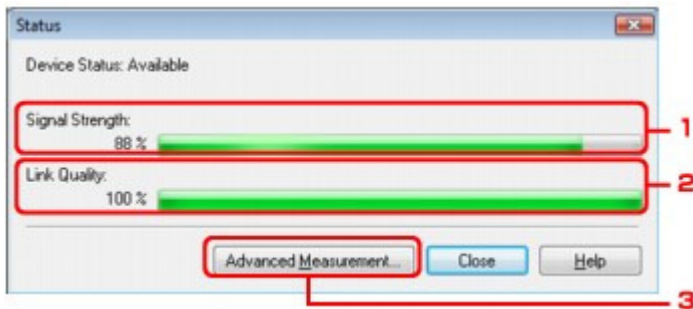 Status
Device Status: Available
Signal Strength:
88 %
1
Link Quality:
100 %
2
Advanced Measurement... Close Help
3